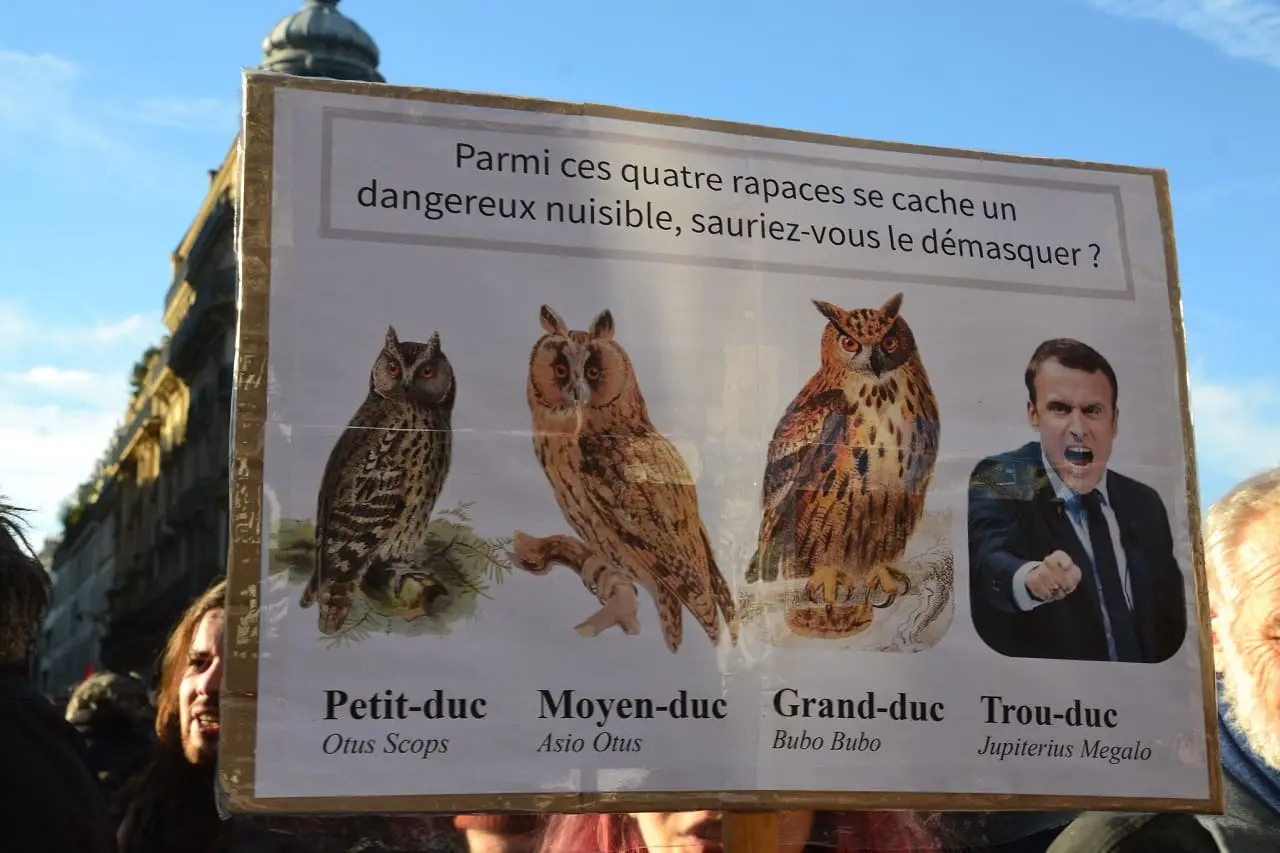 Parmi ces quatre rapaces se cache un
dangereux nuisible, sauriez-vous le démasquer ?
Petit-duc
Otus Scops
Moyen-duc
Asio Otus
Grand-duc
Bubo Bubo
Trou-duc
Jupiterius Megalo